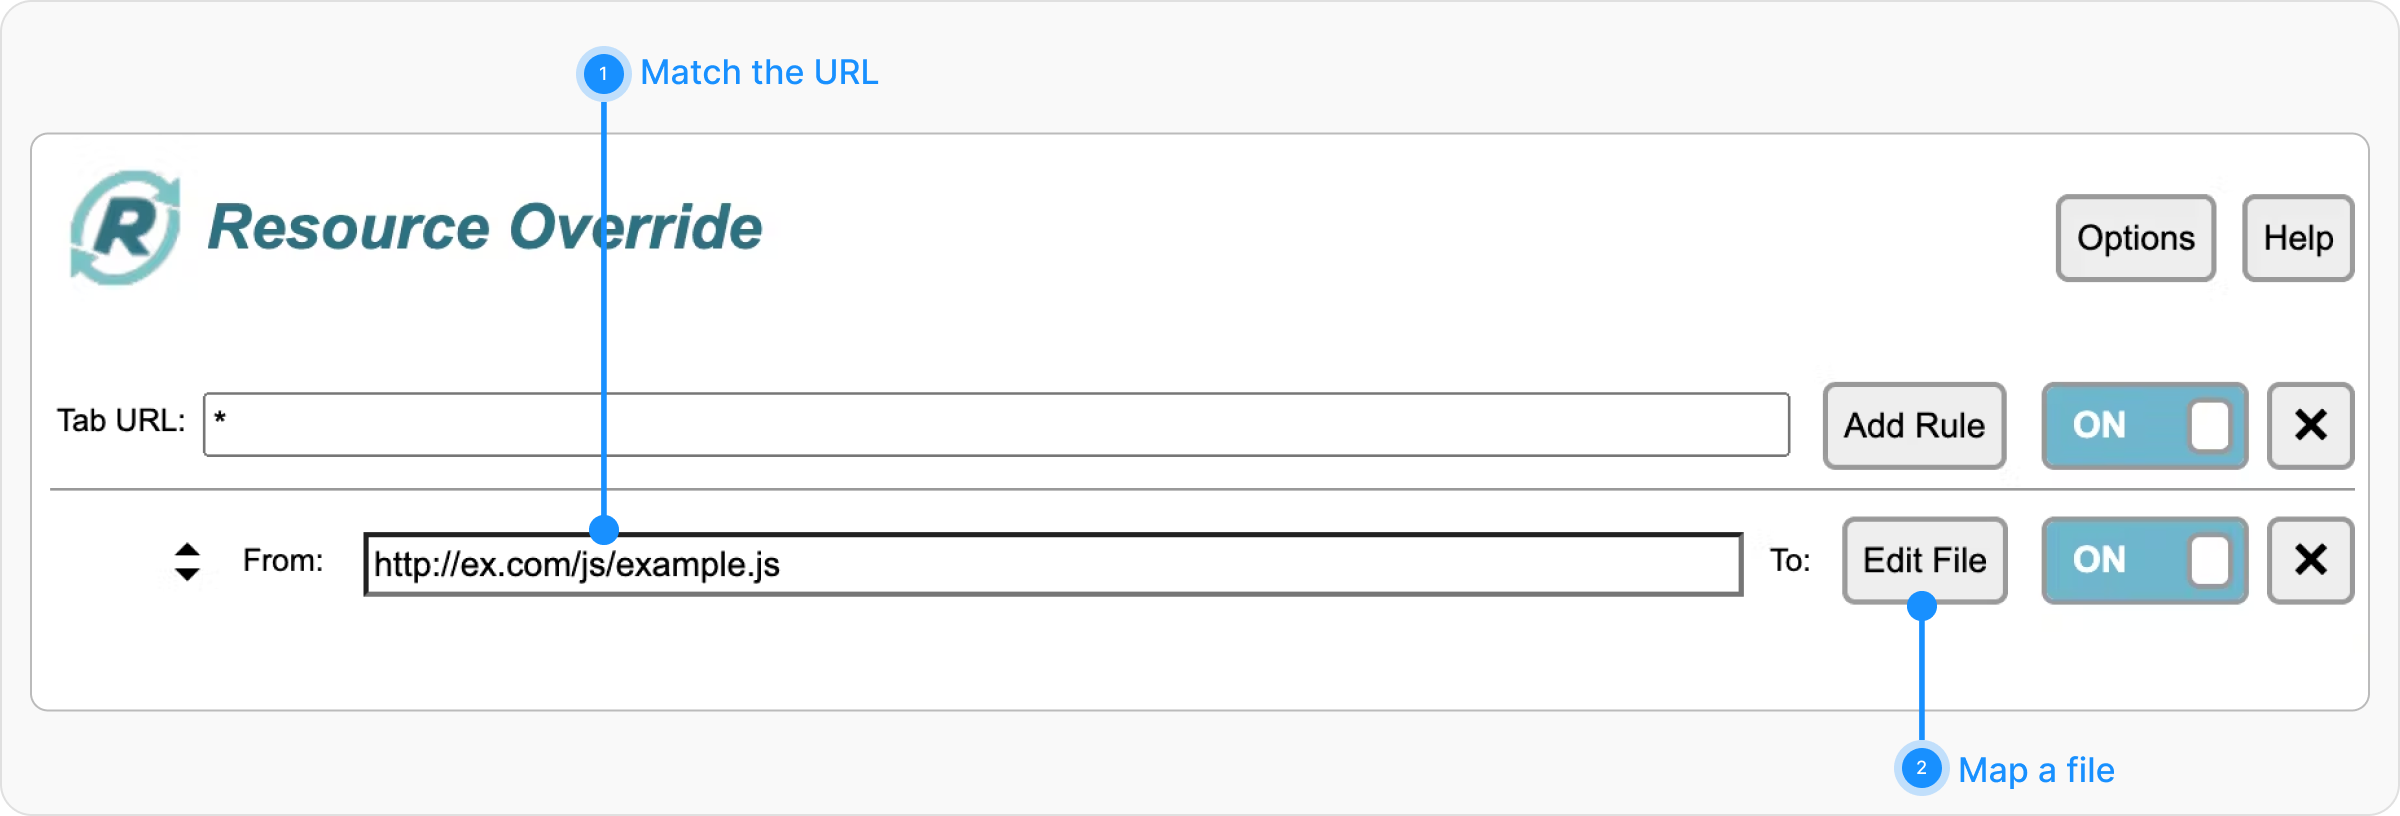 1 Match the URL
R Resource Override
Options Help
Tab URL: * Add Rule ON ✕
From: http://ex.com/js/example.js To: Edit File ON ✕
2 Map a file